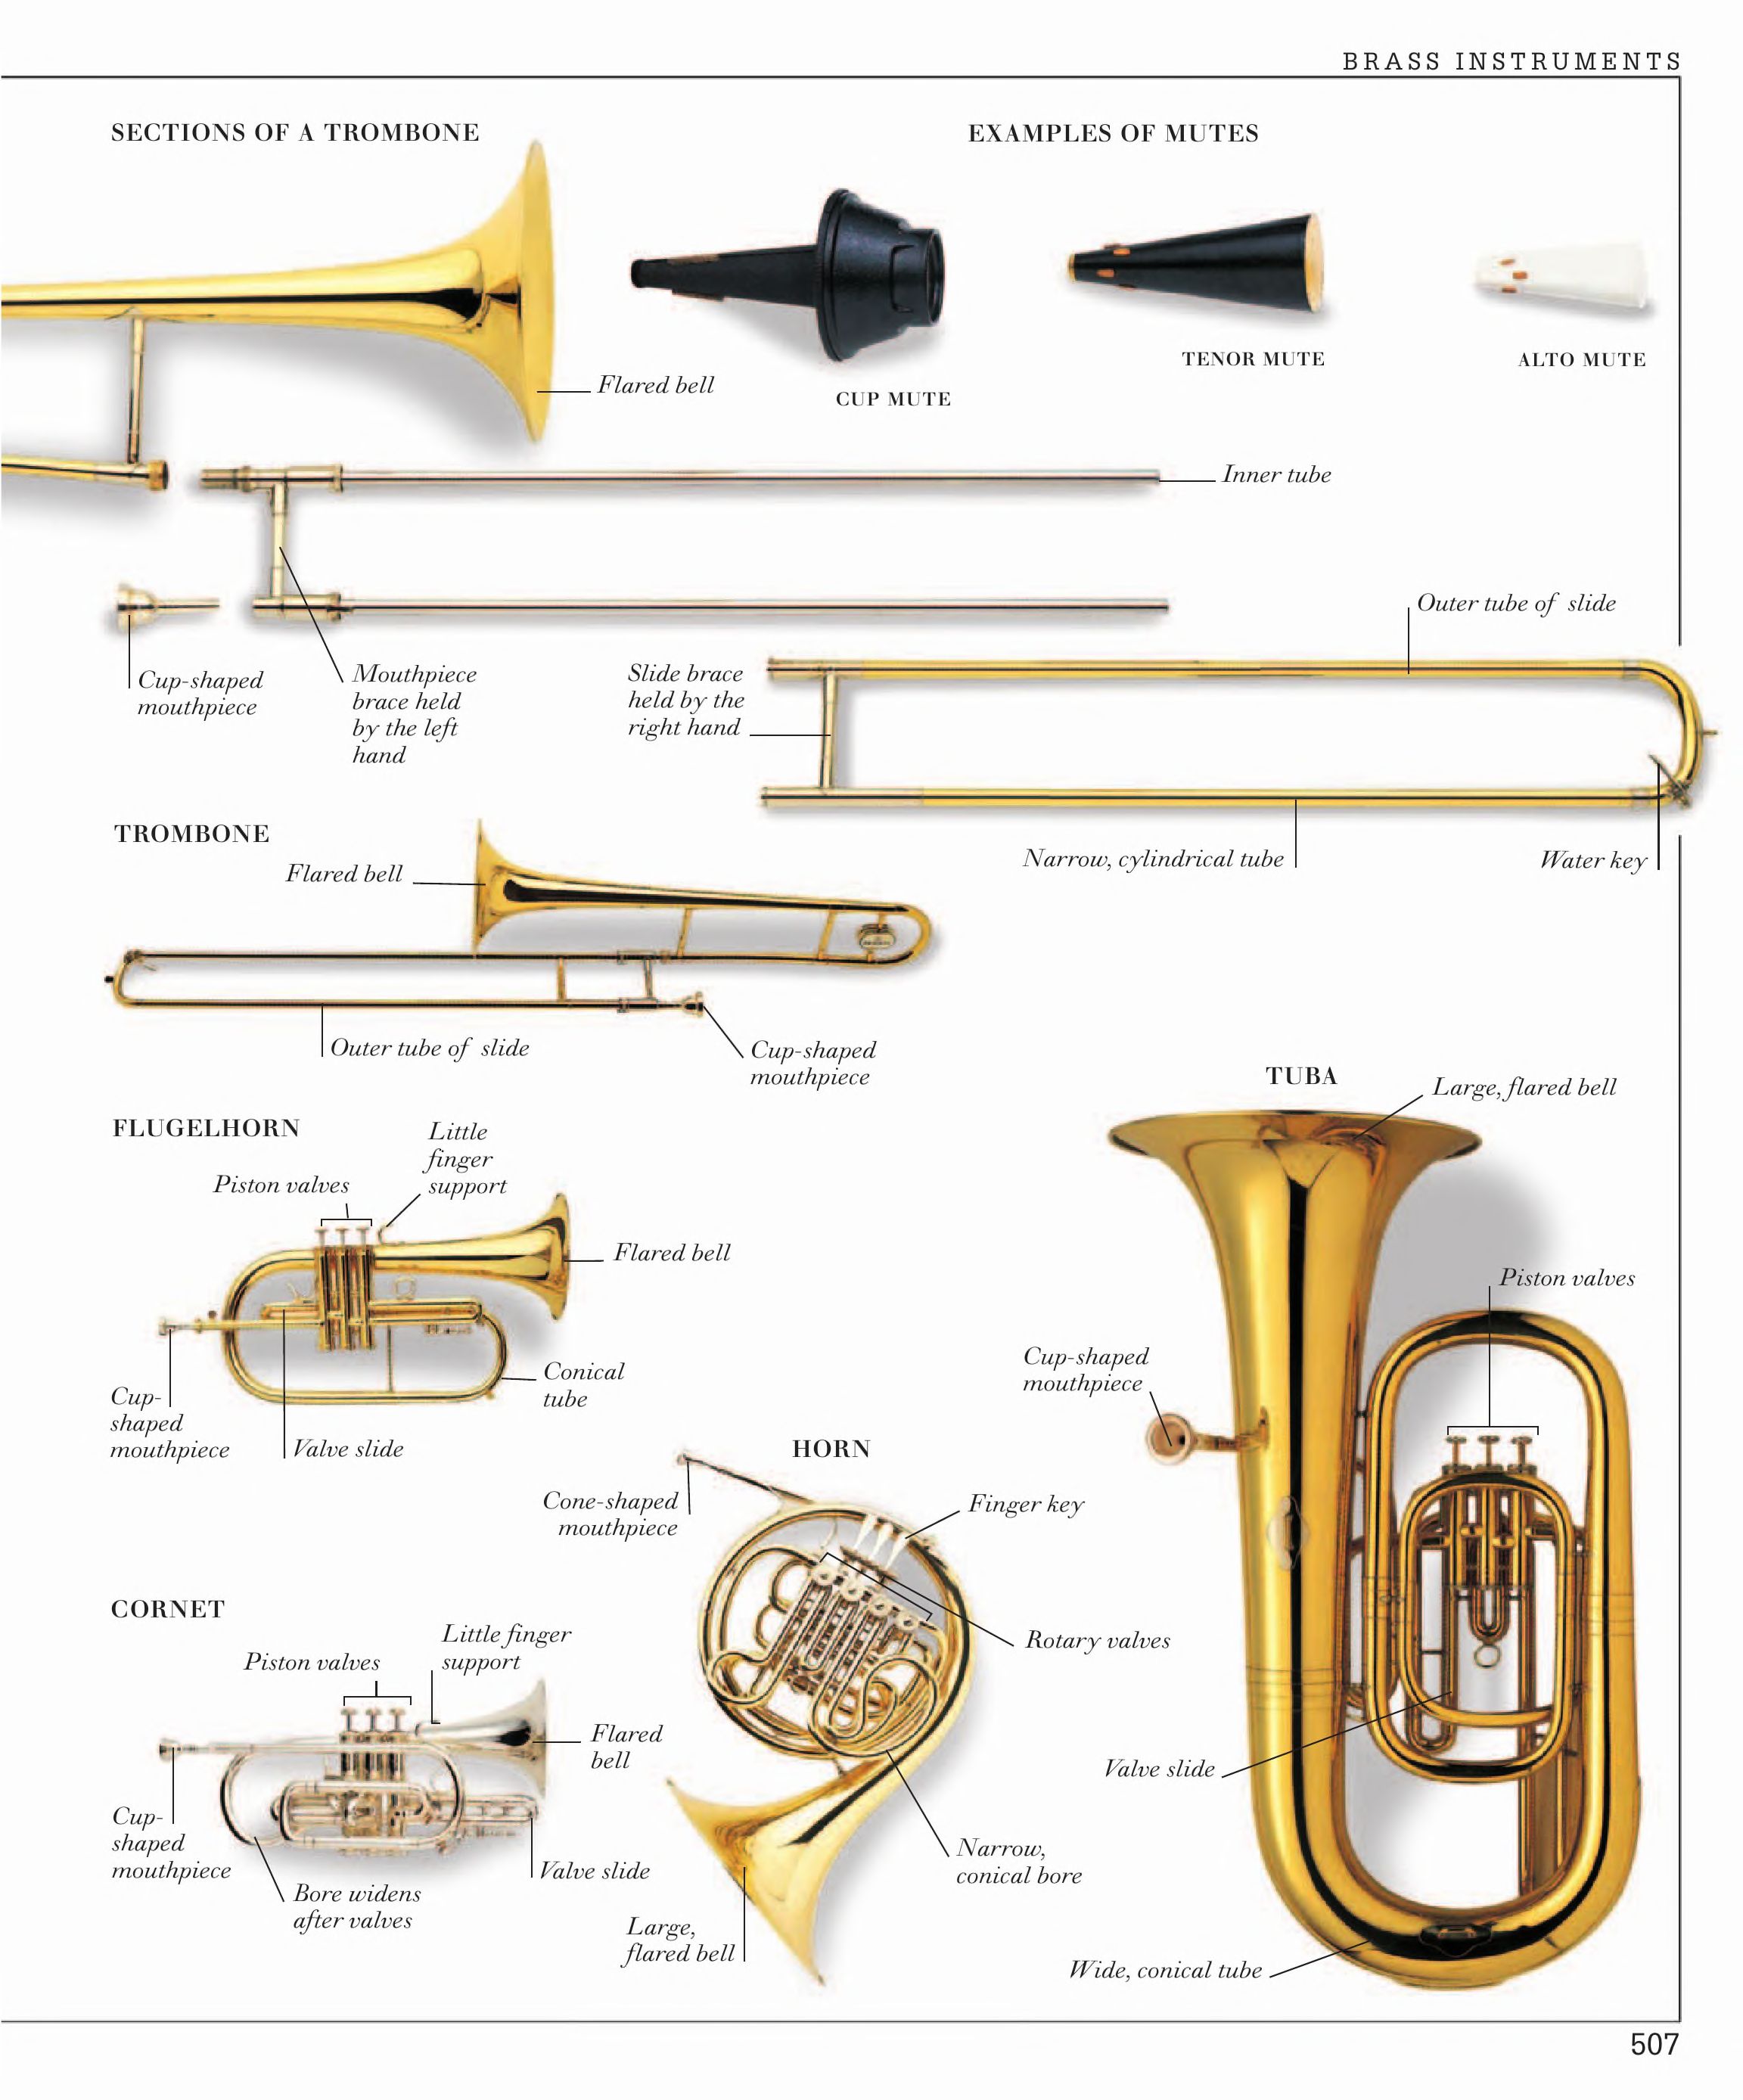 BRASS INSTRUMENTS
SECTIONS OF A TROMBONE
EXAMPLES OF MUTES
TENOR MUTE
ALTO MUTE
Flared bell
CUP MUTE
Inner tube
Outer tube of slide
Cup-shaped
mouthpiece
Mouthpiece
brace held
by the left
hand
Slide brace
held by the
right hand
Narrow, cylindrical tube
Water key
TROMBONE
Flared bell
Outer tube of slide
Cup-shaped
mouthpiece
TUBA
Large, flared bell
Piston valves
Cup-shaped
mouthpiece
Valve slide
Wide, conical tube
FLUGELHORN
Little
finger
support
Piston valves
Flared bell
Conical
tube
Cup-
shaped
mouthpiece
Valve slide
HORN
Cone-shaped
mouthpiece
Finger key
Rotary valves
Narrow,
conical bore
Large,
flared bell
CORNET
Little finger
support
Piston valves
Flared
bell
Cup-
shaped
mouthpiece
Valve slide
Bore widens
after valves
507